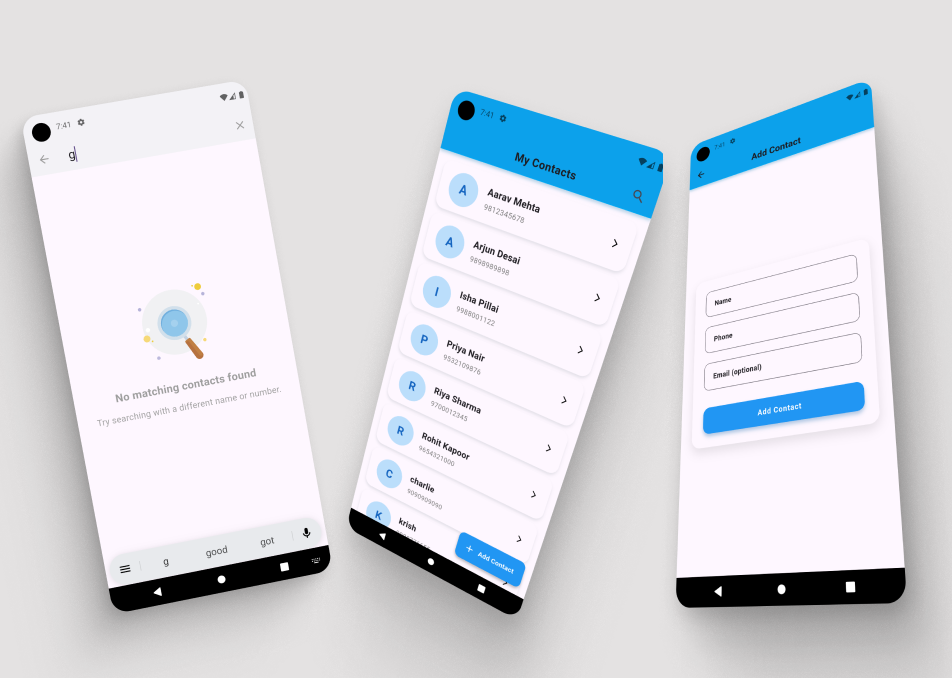 7:41
g
No matching contacts found
Try searching with a different name or number.
g good got
7:41
My Contacts
A
Aarav Mehta
9812345678
A
Arjun Desai
9898989898
I
Isha Pillai
9988001122
P
Priya Nair
9532109876
R
Riya Sharma
9700012345
R
Rohit Kapoor
9654321000
C
charlie
9090909090
K
krish
+ Add Contact
7:41
Add Contact
Name
Phone
Email (optional)
Add Contact